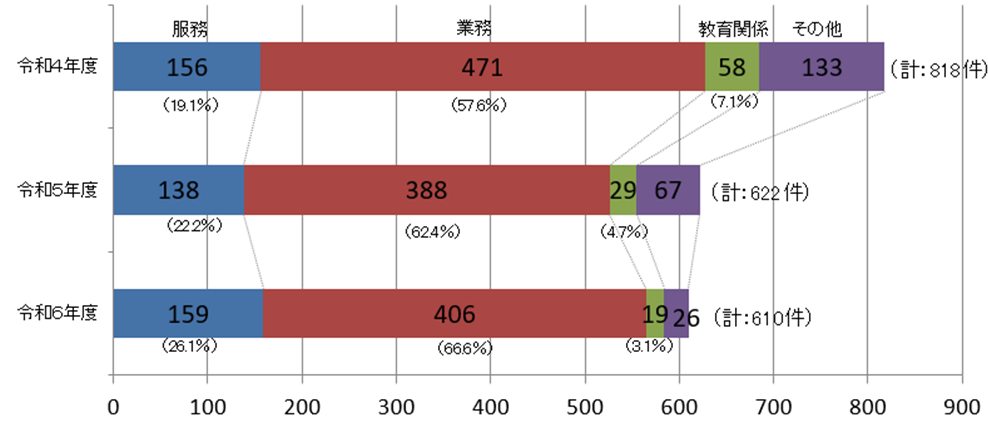 服務 業務 教育関係 その他
令和4年度 156 471 58 133 (計:818件)
(19.1%) (57.6%) (7.1%)
令和5年度 138 388 29 67 (計:622件)
(22.2%) (62.4%) (4.7%)
令和6年度 159 406 19 26 (計:610件)
(26.1%) (66.6%) (3.1%)
0 100 200 300 400 500 600 700 800 900